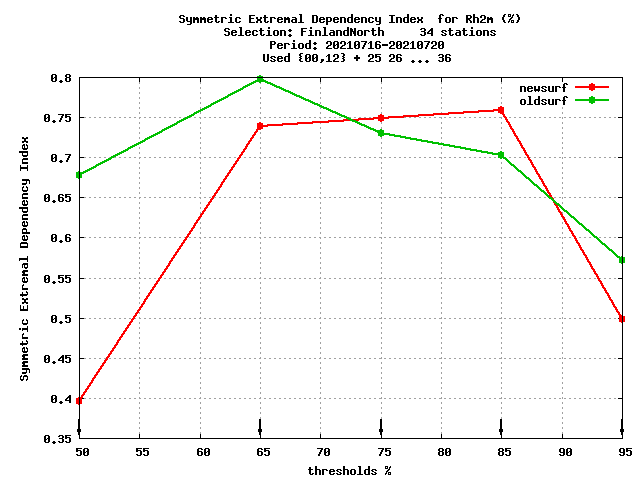 Symmetric Extremal Dependency Index  for Rh2m (%)
Selection: FinlandNorth     34 stations
Period: 20210716-20210720
Used {00,12} + 25 26 ... 36
newsurf
oldsurf
Symmetric Extremal Dependency Index
0.8
0.75
0.7
0.65
0.6
0.55
0.5
0.45
0.4
0.35
50 55 60 65 70 75 80 85 90 95
thresholds %